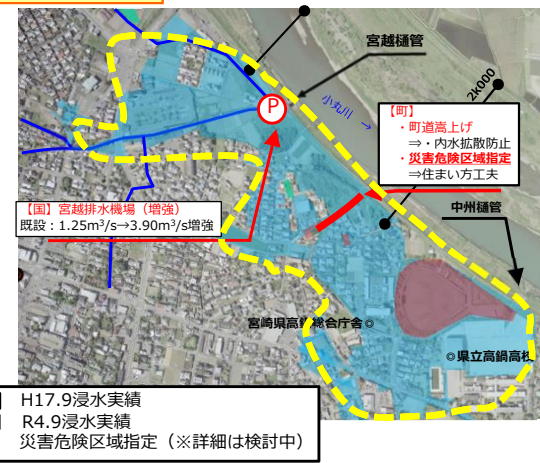 宮越樋管
P
小丸川 →
2k000
【町】
・町道嵩上げ
⇒・内水拡散防止
・災害危険区域指定
⇒住まい方工夫
【国】宮越排水機場（増強）
既設：1.25m³/s→3.90m³/s増強
中州樋管
宮崎県高鍋総合庁舎◎
◎県立高鍋高校
H17.9浸水実績
R4.9浸水実績
災害危険区域指定（※詳細は検討中）